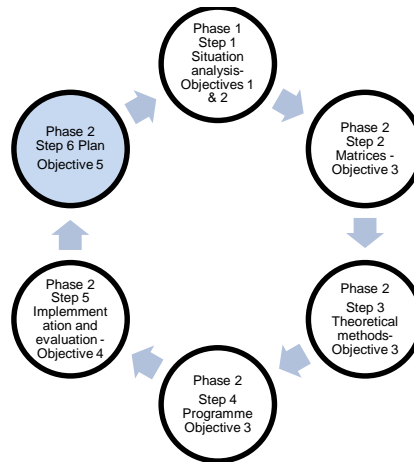 Phase 1
Step 1
Situation
analysis-
Objectives 1
& 2
Phase 2
Step 2
Matrices -
Objective 3
Phase 2
Step 3
Theoretical
methods-
Objective 3
Phase 2
Step 4
Programme
Objective 3
Phase 2
Step 5
Implemment
ation and
evaluation -
Objective 4
Phase 2
Step 6 Plan
Objective 5